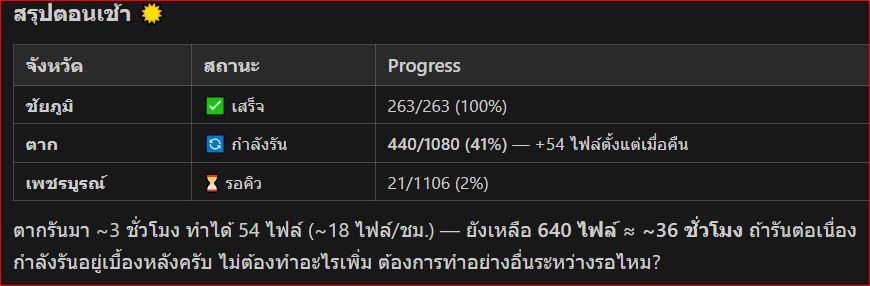 สรุปตอนเช้า ☀️
จังหวัด สถานะ Progress
ชัยภูมิ ✅ เสร็จ 263/263 (100%)
ตาก 🔄 กำลังรัน 440/1080 (41%) — +54 ไฟล์ตั้งแต่เมื่อคืน
เพชรบูรณ์ ⏳ รอคิว 21/1106 (2%)
ตากรันมา ~3 ชั่วโมง ทำได้ 54 ไฟล์ (~18 ไฟล์/ชม.) — ยังเหลือ 640 ไฟล์ ≈ ~36 ชั่วโมง ถ้ารันต่อเนื่อง
กำลังรันอยู่เบื้องหลังครับ ไม่ต้องทำอะไรเพิ่ม ต้องการทำอย่างอื่นระหว่างรอไหม?